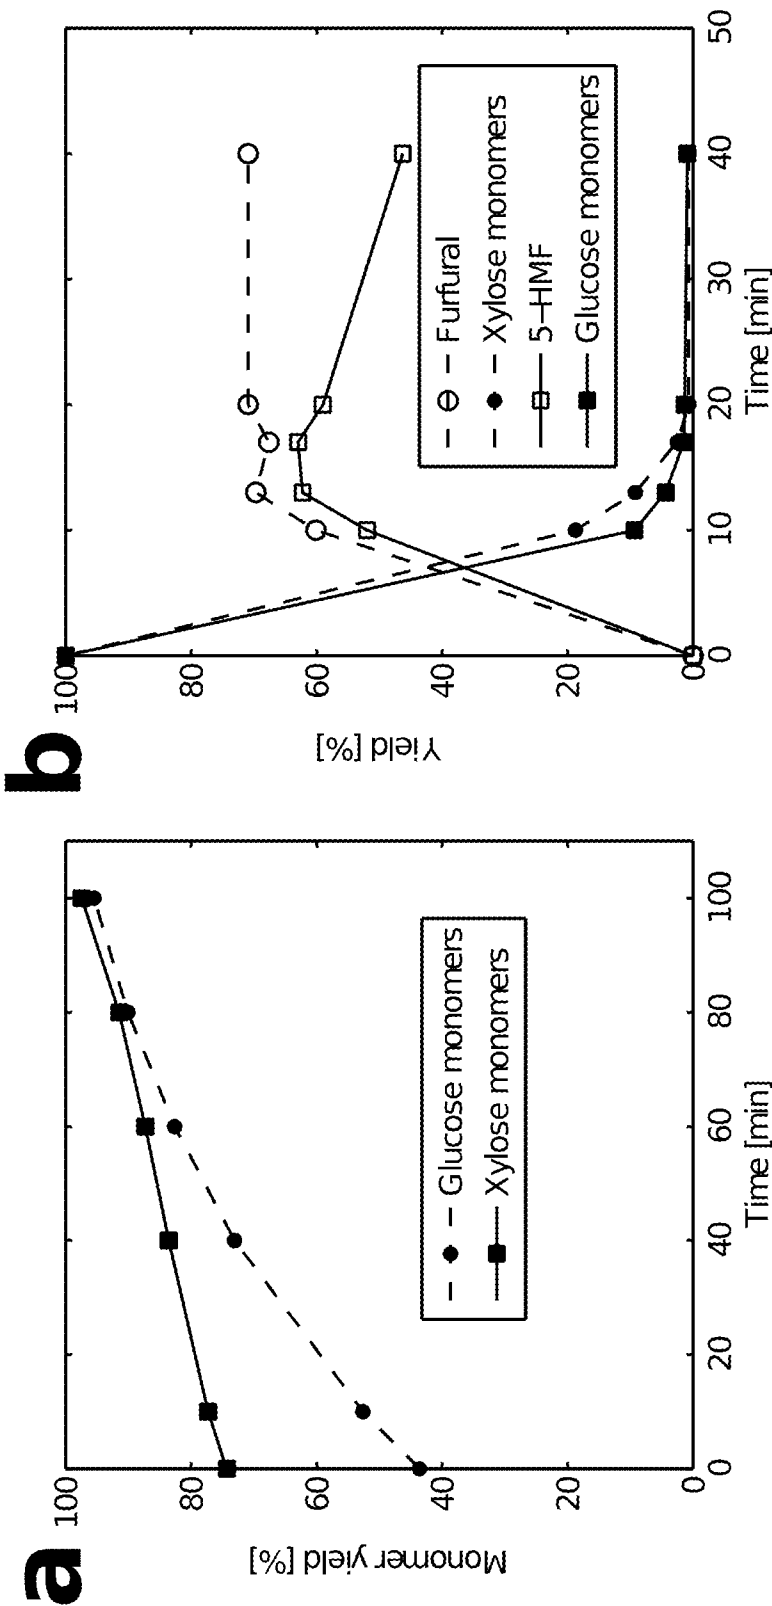 a
Monomer yield [%]
100
80
60
40
20
0
0 20 40 60 80 100
Time [min]
Glucose monomers
Xylose monomers
b
Yield [%]
100
80
60
40
20
0
0 10 20 30 40 50
Time [min]
Furfural
Xylose monomers
5-HMF
Glucose monomers